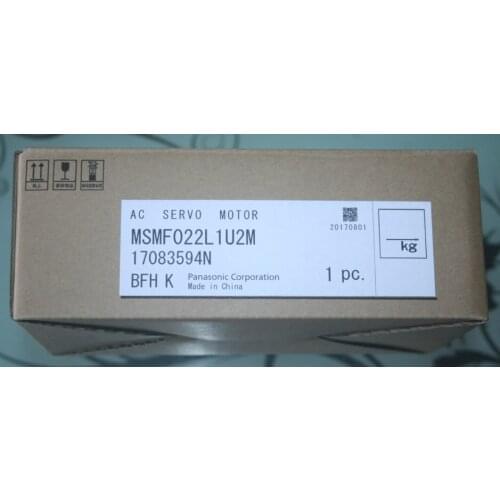 AC SERVO MOTOR
20170801
MSMF022L1U2M
17083594N
BFH K Panasonic Corporation
Made in China
1 pc.
kg